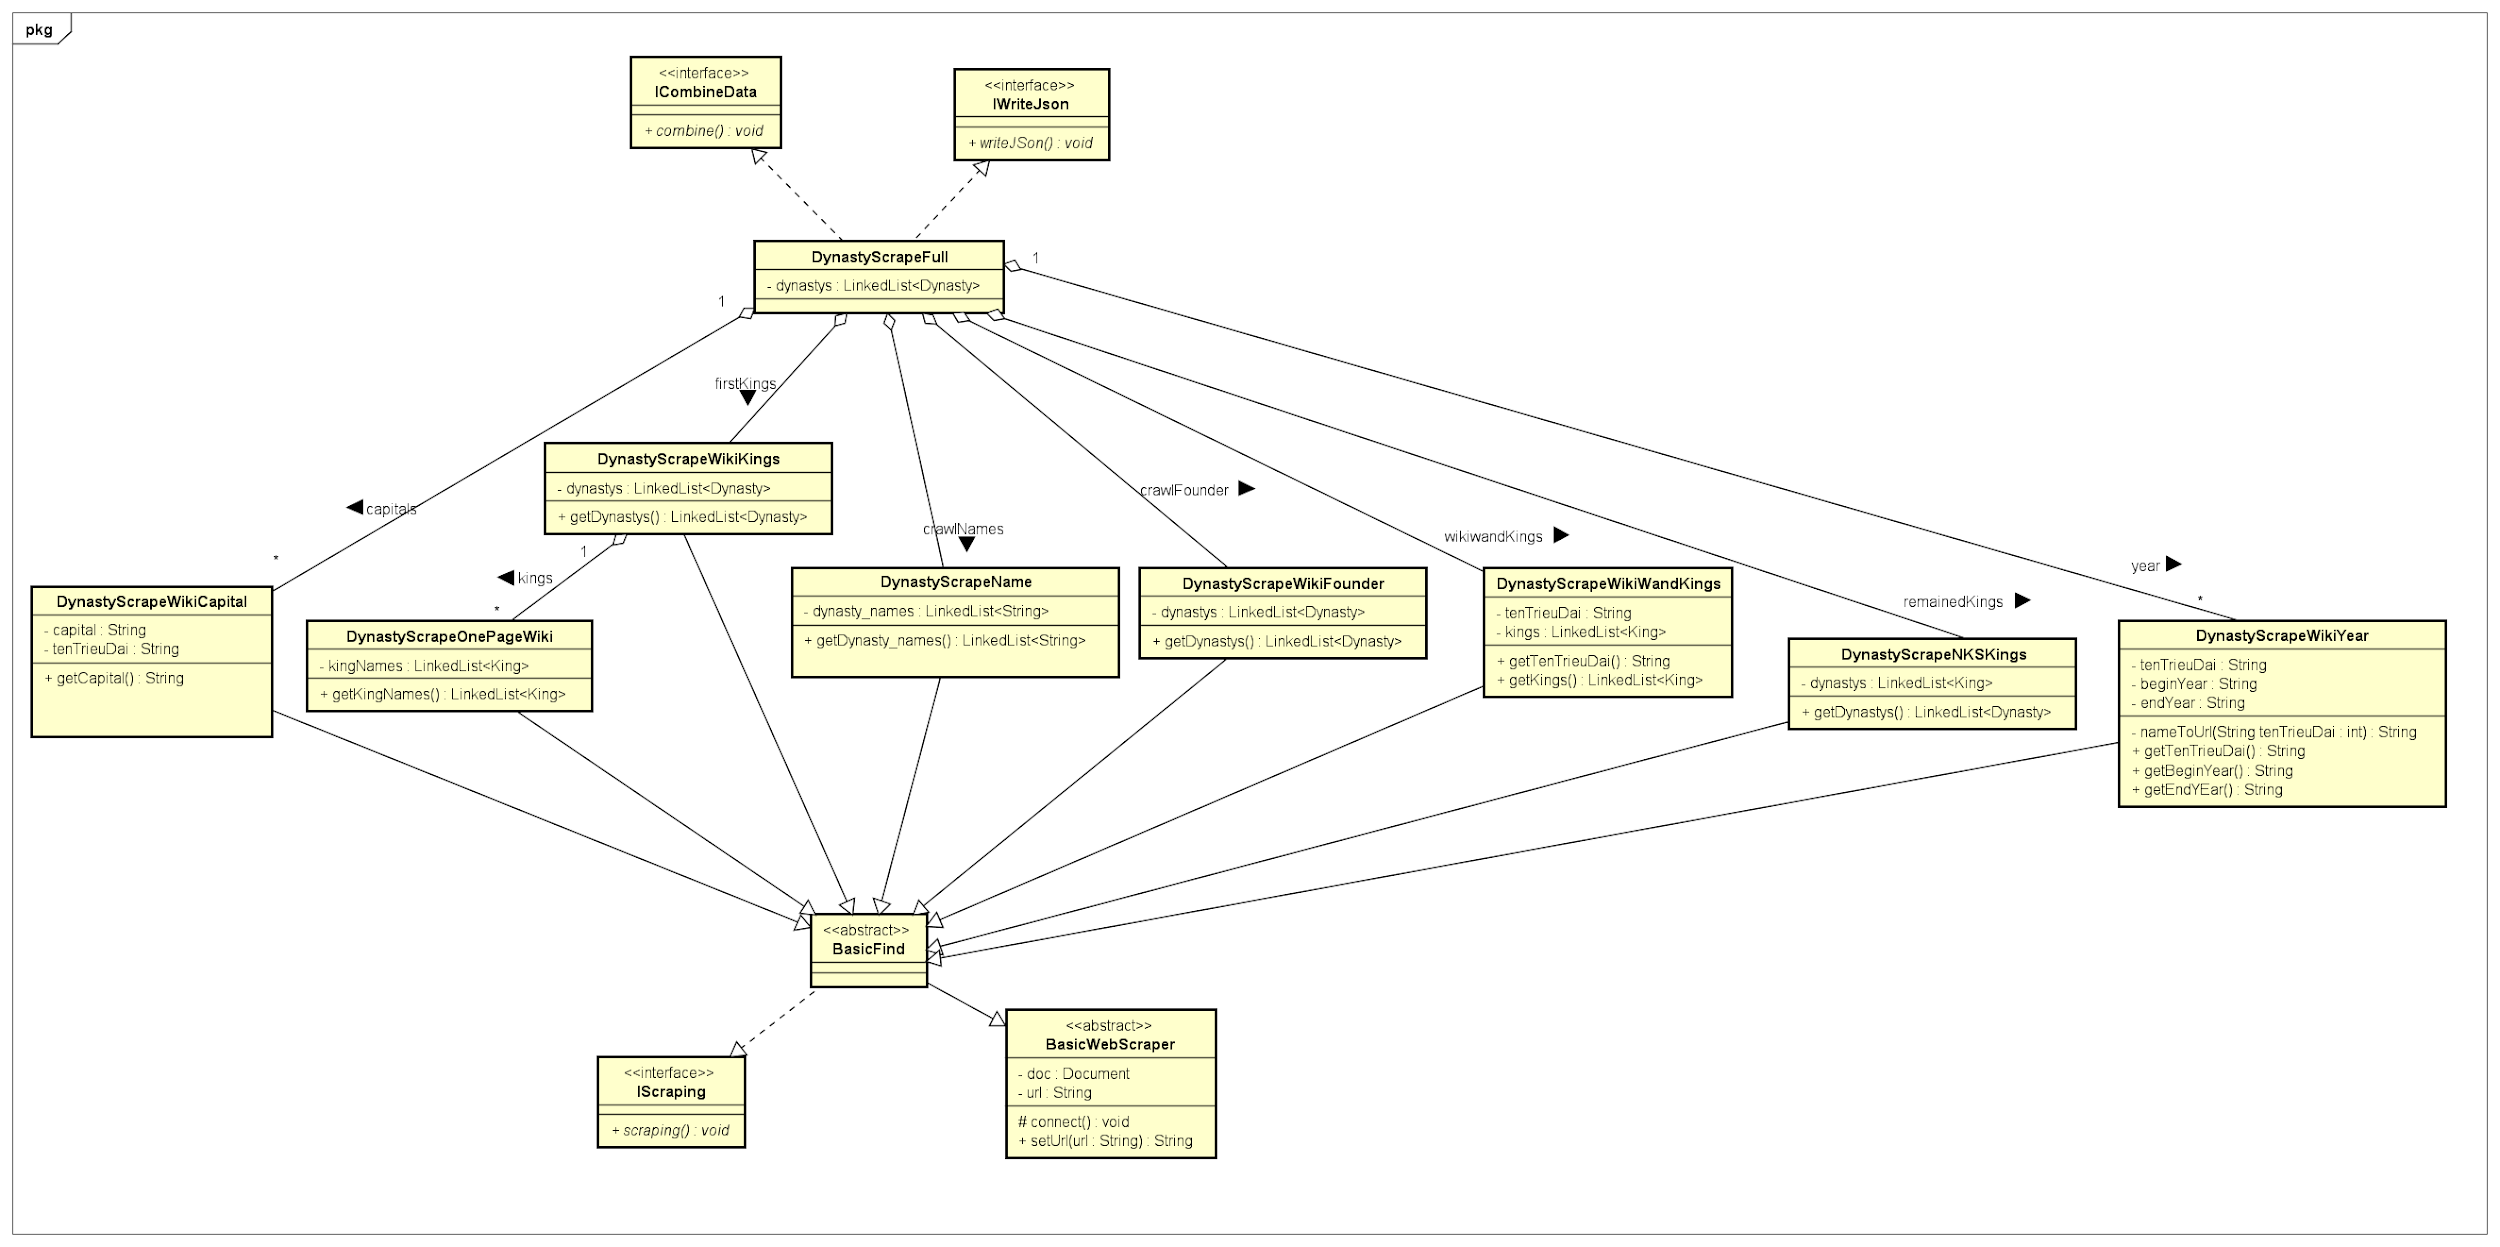 pkg
<<interface>>
ICombineData
+ combine() : void
<<interface>>
IWriteJson
+ writeJSon() : void
DynastyScrapeFull
- dynastys : LinkedList<Dynasty>
1
1
firstKings
capitals
*
DynastyScrapeWikiKings
- dynastys : LinkedList<Dynasty>
+ getDynastys() : LinkedList<Dynasty>
1
kings
*
crawlNames
crawlFounder
wikiwandKings
remainedKings
year
*
DynastyScrapeWikiCapital
- capital : String
- tenTrieuDai : String
+ getCapital() : String
DynastyScrapeOnePageWiki
- kingNames : LinkedList<King>
+ getKingNames() : LinkedList<King>
DynastyScrapeName
- dynasty_names : LinkedList<String>
+ getDynasty_names() : LinkedList<String>
DynastyScrapeWikiFounder
- dynastys : LinkedList<Dynasty>
+ getDynastys() : LinkedList<Dynasty>
DynastyScrapeWikiWandKings
- tenTrieuDai : String
- kings : LinkedList<King>
+ getTenTrieuDai() : String
+ getKings() : LinkedList<King>
DynastyScrapeNKSKings
- dynastys : LinkedList<King>
+ getDynastys() : LinkedList<Dynasty>
DynastyScrapeWikiYear
- tenTrieuDai : String
- beginYear : String
- endYear : String
- nameToUrl(String tenTrieuDai : int) : String
+ getTenTrieuDai() : String
+ getBeginYear() : String
+ getEndYEar() : String
<<abstract>>
BasicFind
<<interface>>
IScraping
+ scraping() : void
<<abstract>>
BasicWebScraper
- doc : Document
- url : String
# connect() : void
+ setUrl(url : String) : String